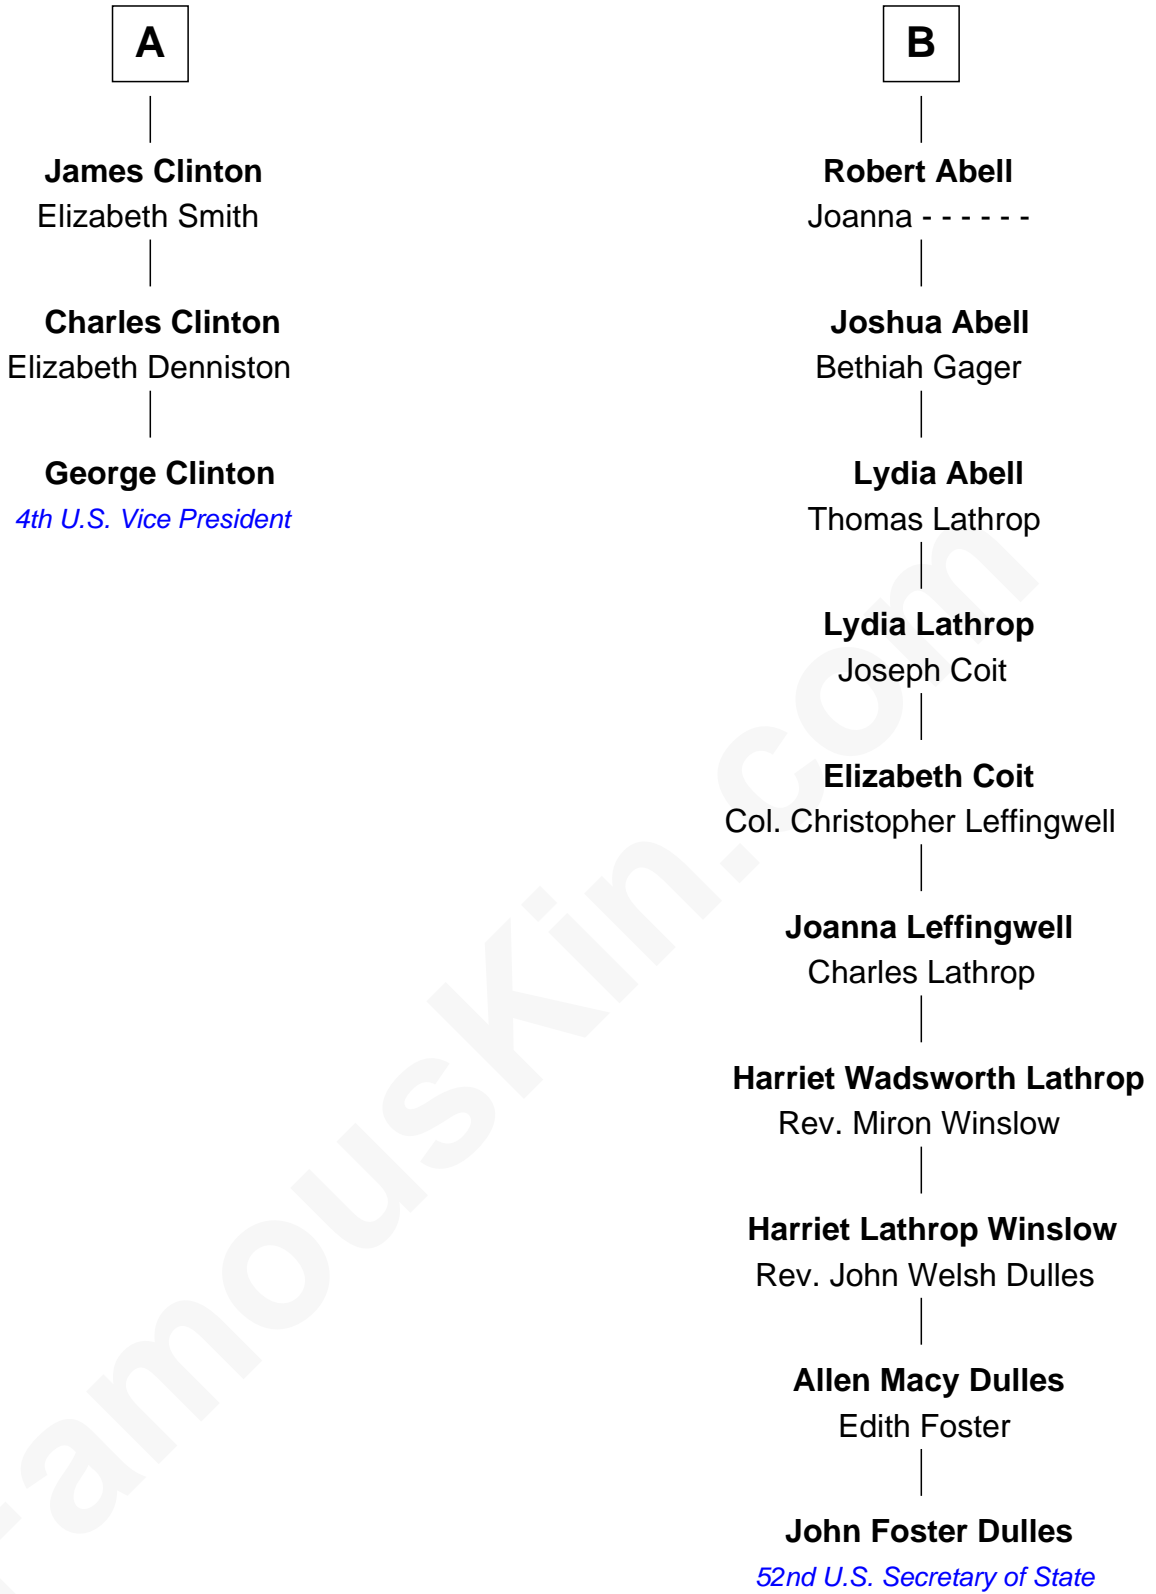 A
James Clinton
Elizabeth Smith
Charles Clinton
Elizabeth Denniston
George Clinton
4th U.S. Vice President
B
Robert Abell
Joanna - - - - - -
Joshua Abell
Bethiah Gager
Lydia Abell
Thomas Lathrop
Lydia Lathrop
Joseph Coit
Elizabeth Coit
Col. Christopher Leffingwell
Joanna Leffingwell
Charles Lathrop
Harriet Wadsworth Lathrop
Rev. Miron Winslow
Harriet Lathrop Winslow
Rev. John Welsh Dulles
Allen Macy Dulles
Edith Foster
John Foster Dulles
52nd U.S. Secretary of State
FamousKin.com